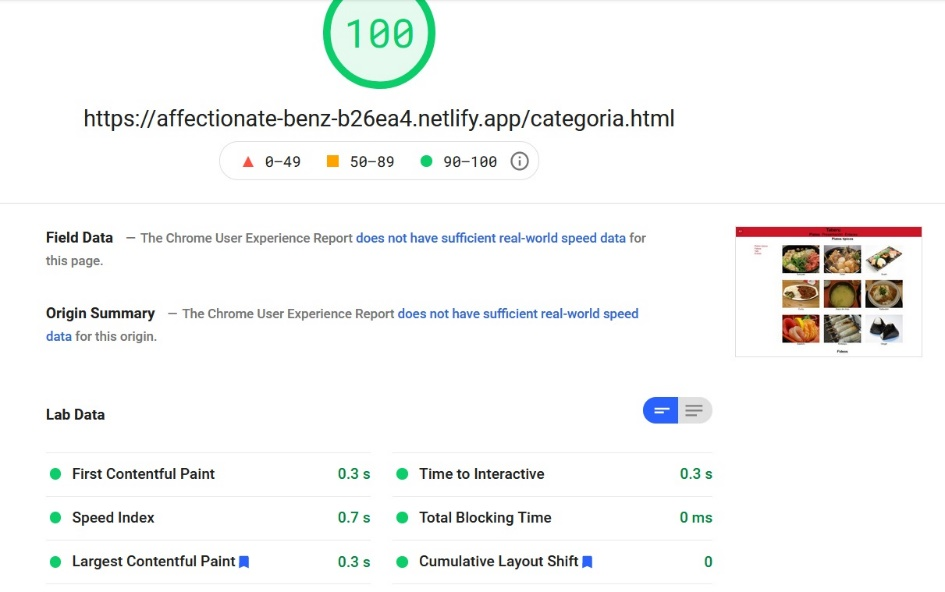 100
https://affectionate-benz-b26ea4.netlify.app/categoria.html
0–49 50–89 90–100
Field Data — The Chrome User Experience Report does not have sufficient real-world speed data for
this page.
Origin Summary — The Chrome User Experience Report does not have sufficient real-world speed
data for this origin.
Lab Data
First Contentful Paint 0.3 s
Time to Interactive 0.3 s
Speed Index 0.7 s
Total Blocking Time 0 ms
Largest Contentful Paint 0.3 s
Cumulative Layout Shift 0